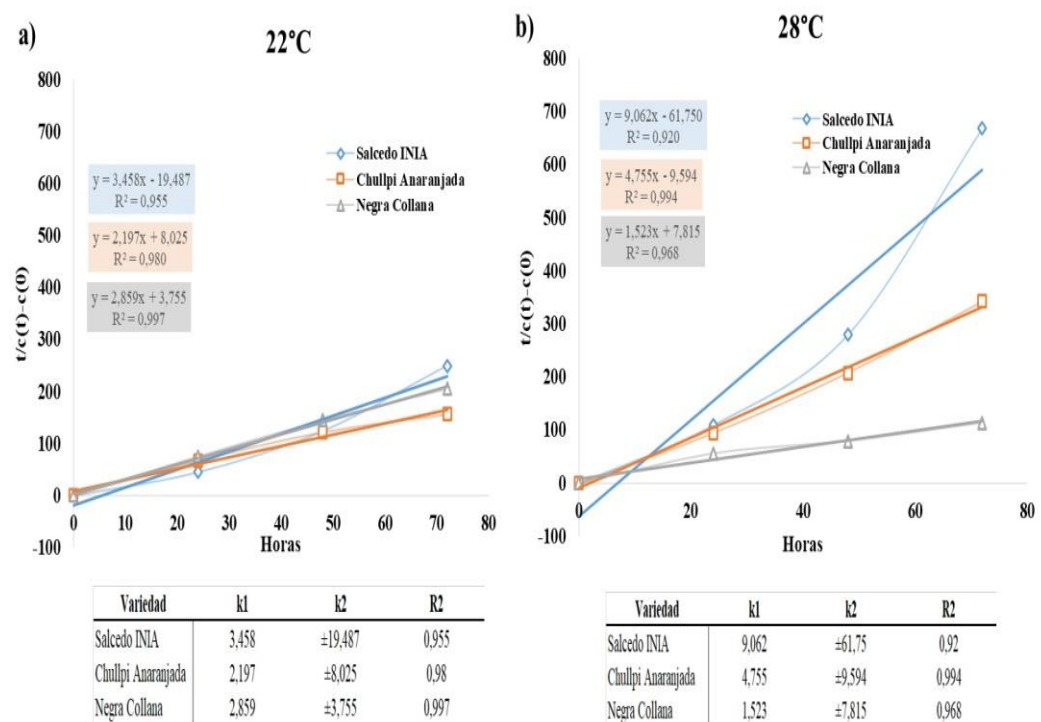 a)
22°C
800
700
600
500
400
300
200
100
0
-100
t/c(t)-c(0)
y = 3,458x - 19,487
R² = 0,955
y = 2,197x + 8,025
R² = 0,980
y = 2,859x + 3,755
R² = 0,997
Salcedo INIA
Chullpi Anaranjada
Negra Collana
0 10 20 30 40 50 60 70 80
Horas
Variedad k1 k2 R2
Salcedo INIA 3,458 ±19,487 0,955
Chullpi Anaranjada 2,197 ±8,025 0,98
Negra Collana 2,859 ±3,755 0,997
b)
28°C
800
700
600
500
400
300
200
100
0
-100
t/c(t)-c(0)
y = 9,062x - 61,750
R² = 0,920
y = 4,755x - 9,594
R² = 0,994
y = 1,523x + 7,815
R² = 0,968
Salcedo INIA
Chullpi Anaranjada
Negra Collana
0 20 40 60 80
Horas
Variedad k1 k2 R2
Salcedo INIA 9,062 ±61,75 0,92
Chullpi Anaranjada 4,755 ±9,594 0,994
Negra Collana 1,523 ±7,815 0,968